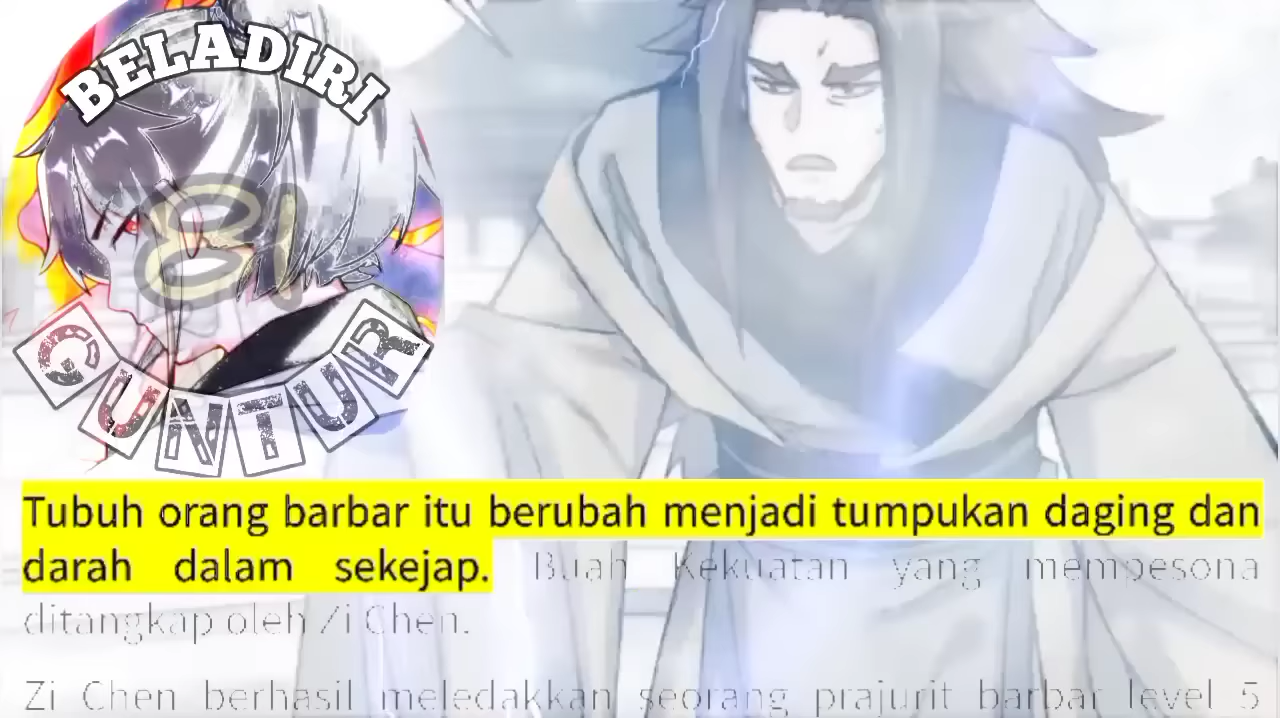 BELADIRI
81
GUNTUR
Tubuh orang barbar itu berubah menjadi tumpukan daging dan
darah dalam sekejap. Buah Kekuatan yang mempesona
ditangkap oleh Zi Chen.
Zi Chen berhasil meledakkan seorang prajurit barbar level 5